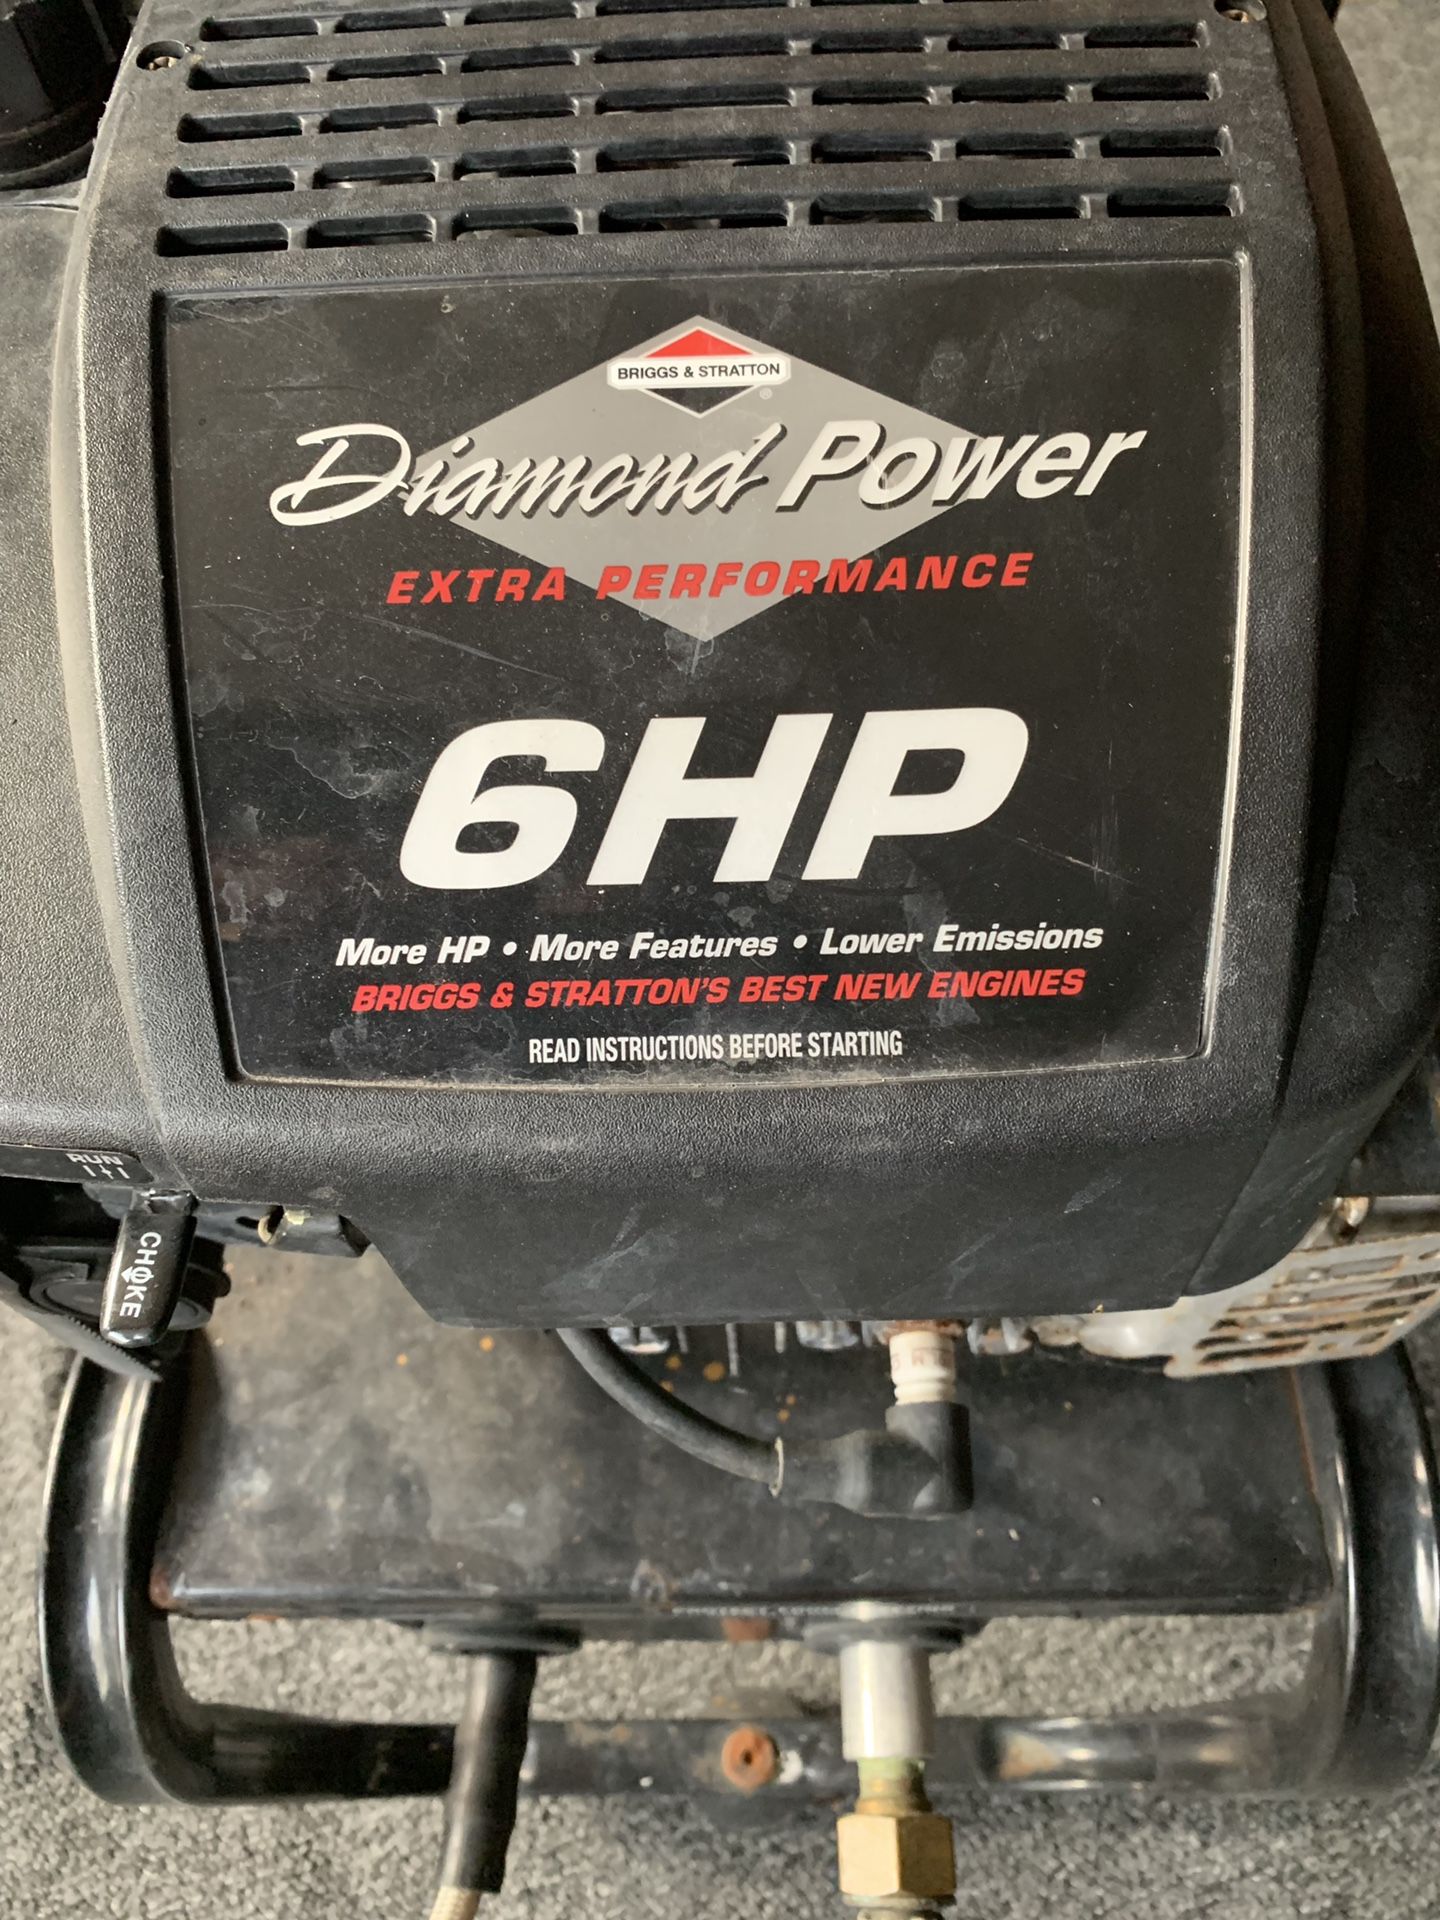 BRIGGS & STRATTON
®
Diamond Power
EXTRA PERFORMANCE
6HP
More HP • More Features • Lower Emissions
BRIGGS & STRATTON'S BEST NEW ENGINES
READ INSTRUCTIONS BEFORE STARTING
RUN
CHOKE